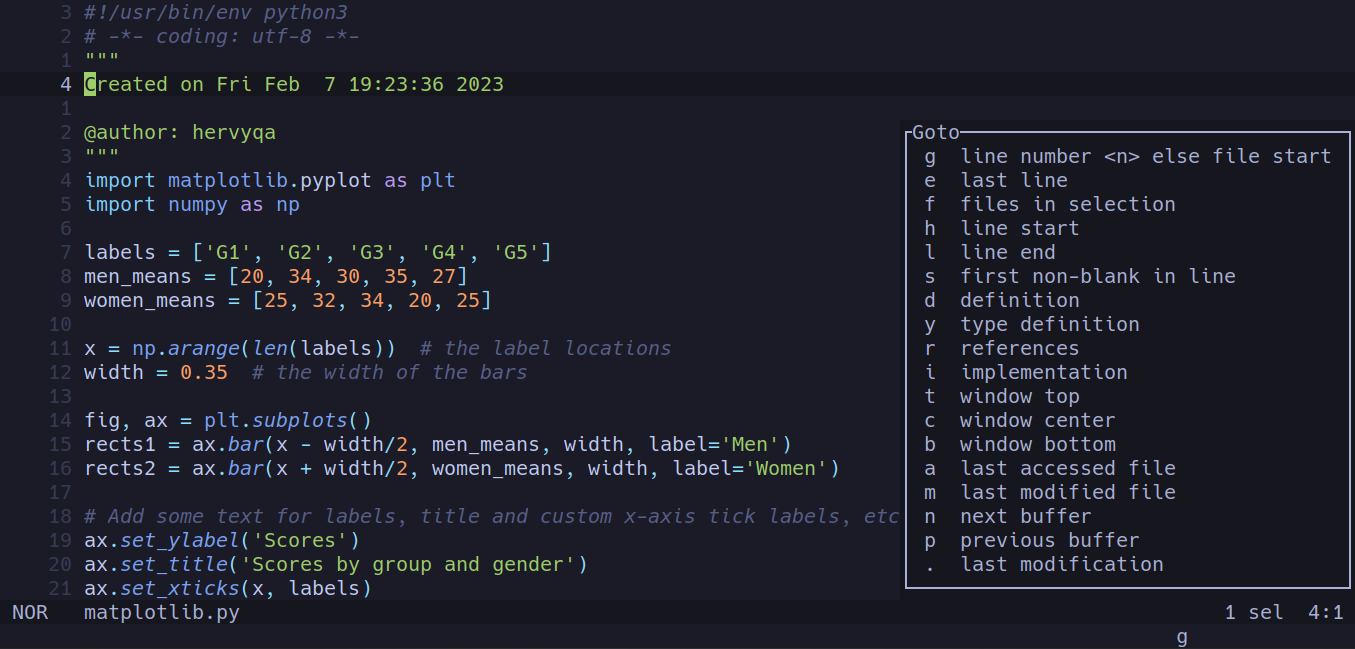 3 #!/usr/bin/env python3
2 # -*- coding: utf-8 -*-
1 """
4 Created on Fri Feb  7 19:23:36 2023
1
2 @author: hervyqa
3 """
4 import matplotlib.pyplot as plt
5 import numpy as np
6
7 labels = ['G1', 'G2', 'G3', 'G4', 'G5']
8 men_means = [20, 34, 30, 35, 27]
9 women_means = [25, 32, 34, 20, 25]
10
11 x = np.arange(len(labels))  # the label locations
12 width = 0.35  # the width of the bars
13
14 fig, ax = plt.subplots()
15 rects1 = ax.bar(x - width/2, men_means, width, label='Men')
16 rects2 = ax.bar(x + width/2, women_means, width, label='Women')
17
18 # Add some text for labels, title and custom x-axis tick labels, etc
19 ax.set_ylabel('Scores')
20 ax.set_title('Scores by group and gender')
21 ax.set_xticks(x, labels)
Goto
g  line number <n> else file start
e  last line
f  files in selection
h  line start
l  line end
s  first non-blank in line
d  definition
y  type definition
r  references
i  implementation
t  window top
c  window center
b  window bottom
a  last accessed file
m  last modified file
n  next buffer
p  previous buffer
.  last modification
NOR   matplotlib.py   1 sel  4:1
g